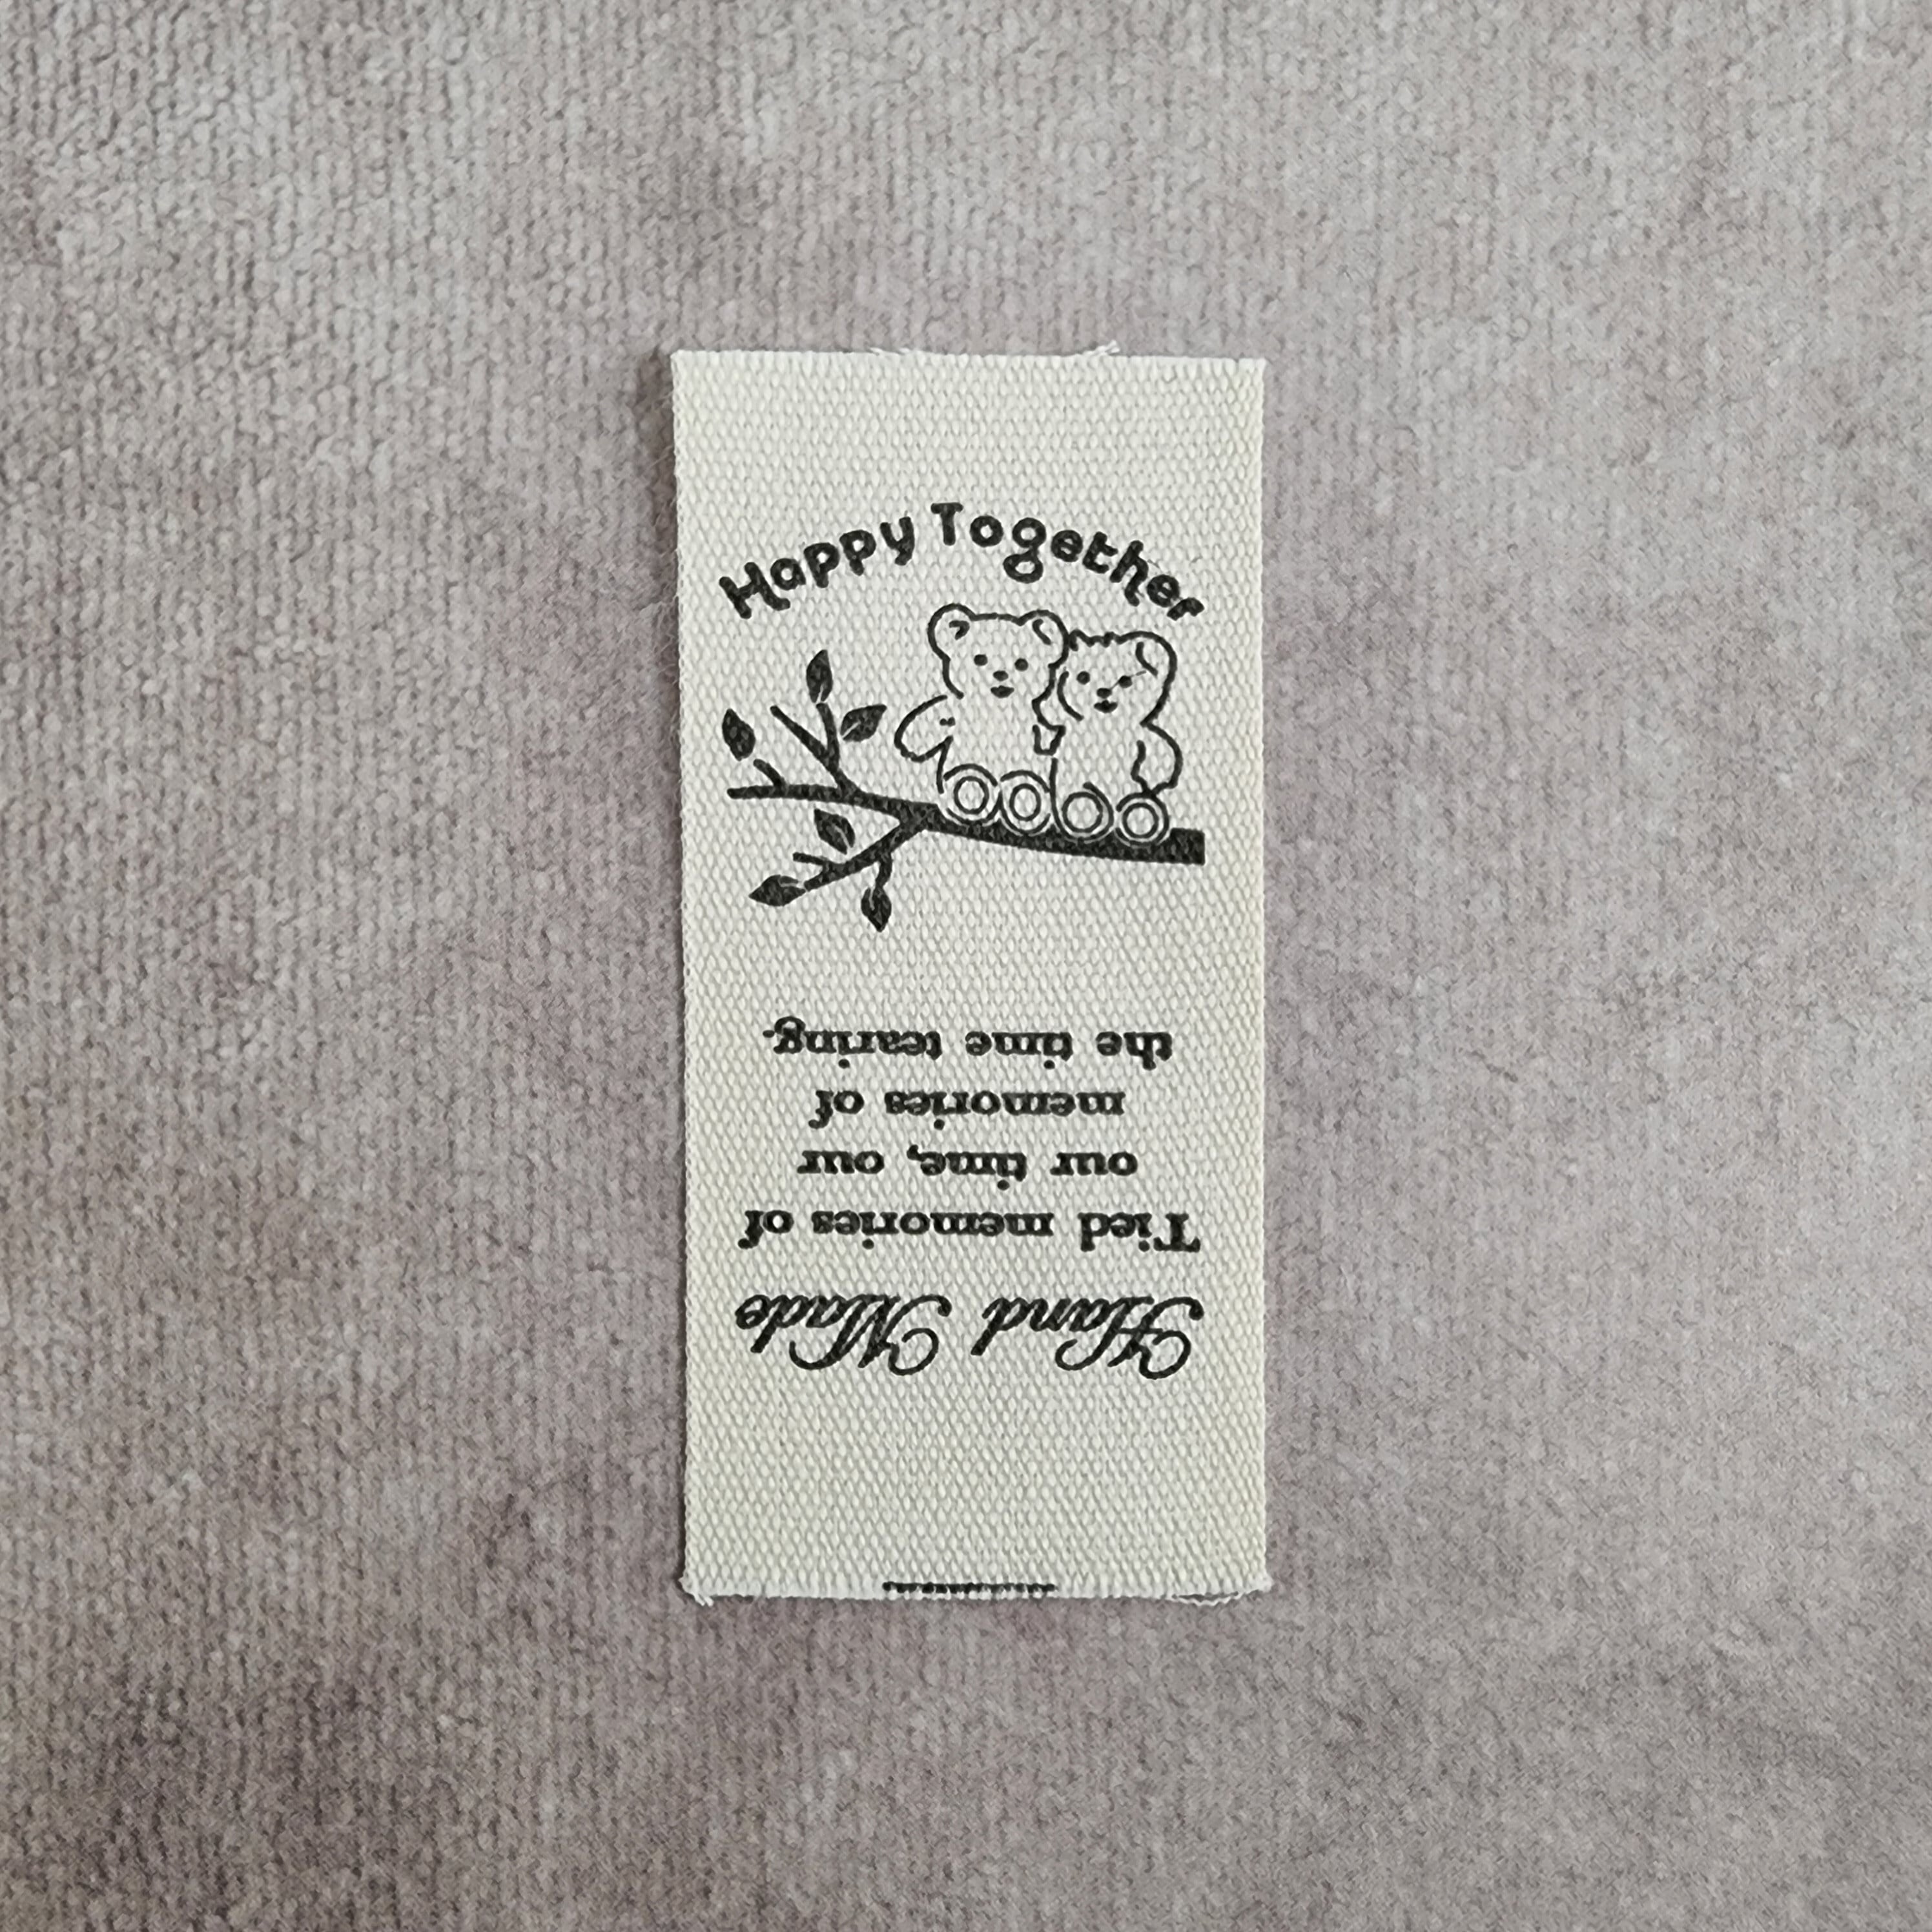 Happy Together
Hand Made
Tied memories of
our time, our
memories of
the time tearing.